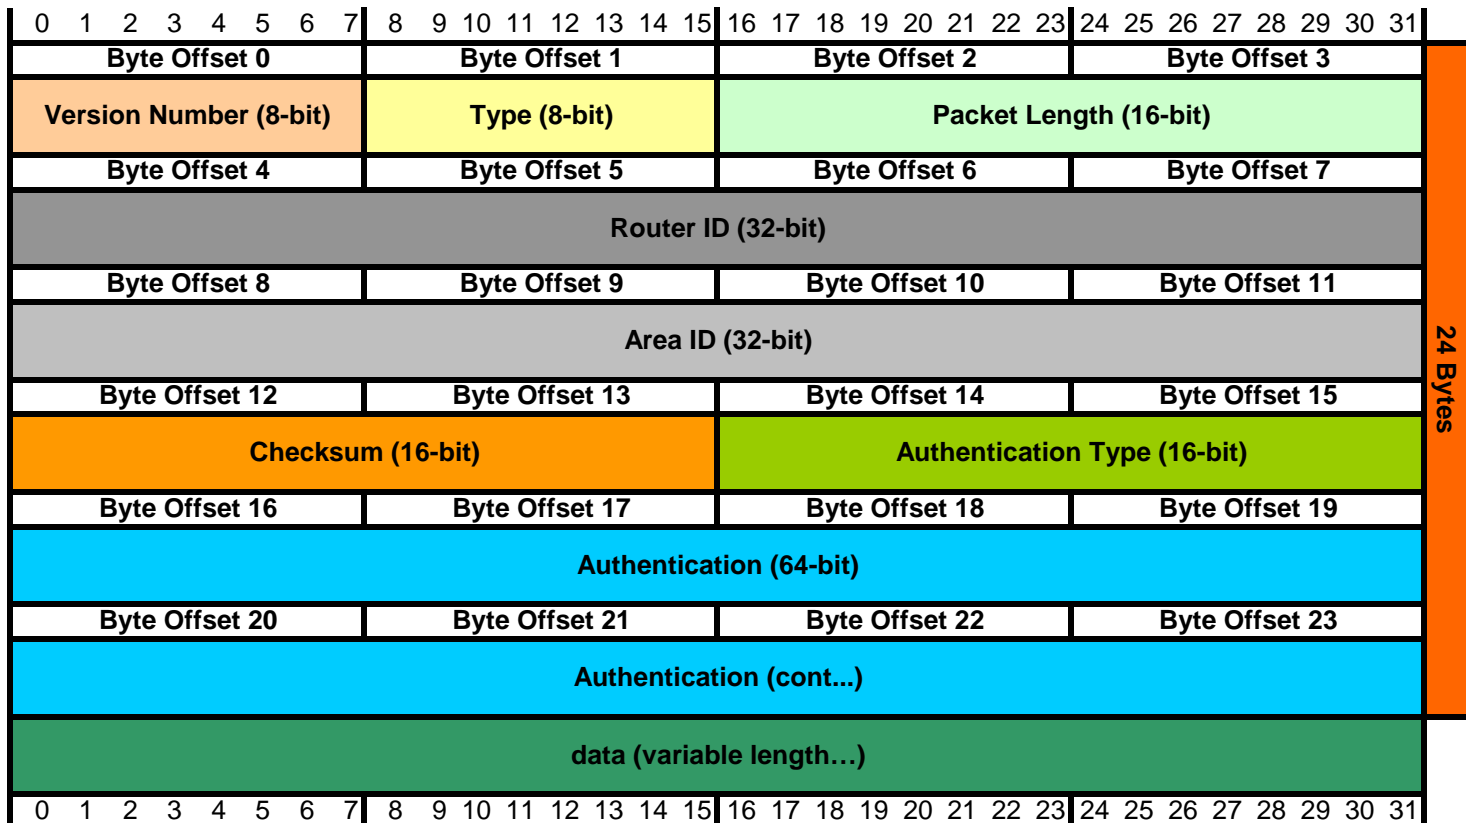 0 1 2 3 4 5 6 7 8 9 10 11 12 13 14 15 16 17 18 19 20 21 22 23 24 25 26 27 28 29 30 31
Byte Offset 0 Byte Offset 1 Byte Offset 2 Byte Offset 3
Version Number (8-bit) Type (8-bit) Packet Length (16-bit)
Byte Offset 4 Byte Offset 5 Byte Offset 6 Byte Offset 7
Router ID (32-bit)
Byte Offset 8 Byte Offset 9 Byte Offset 10 Byte Offset 11
Area ID (32-bit)
Byte Offset 12 Byte Offset 13 Byte Offset 14 Byte Offset 15
Checksum (16-bit) Authentication Type (16-bit)
Byte Offset 16 Byte Offset 17 Byte Offset 18 Byte Offset 19
Authentication (64-bit)
Byte Offset 20 Byte Offset 21 Byte Offset 22 Byte Offset 23
Authentication (cont...)
data (variable length…)
0 1 2 3 4 5 6 7 8 9 10 11 12 13 14 15 16 17 18 19 20 21 22 23 24 25 26 27 28 29 30 31
24 Bytes